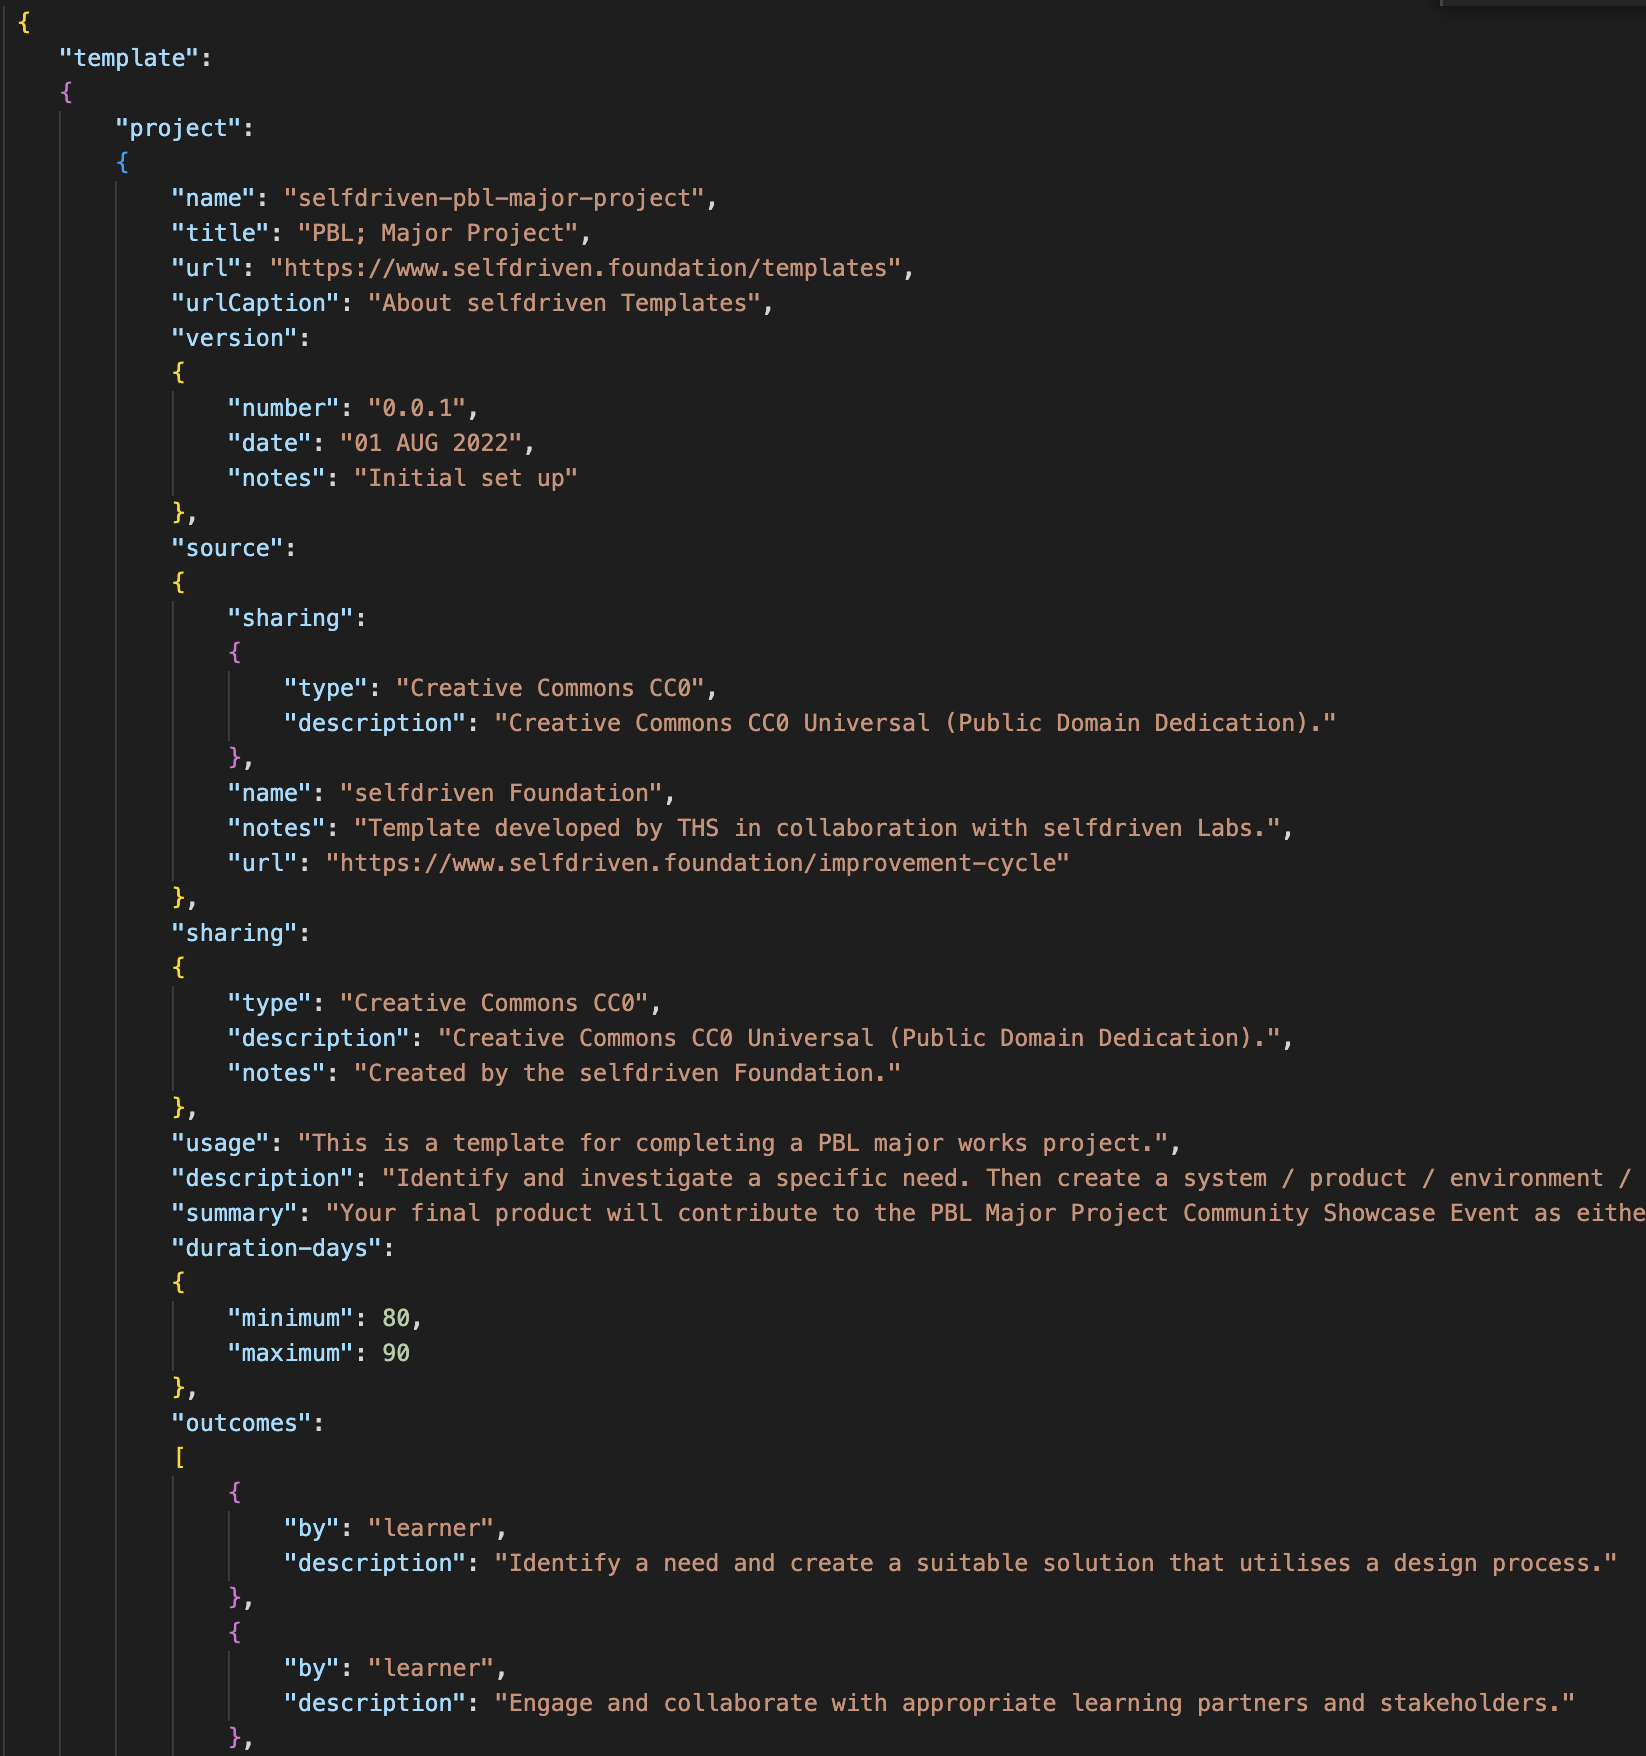 {
"template":
{
"project":
{
"name": "selfdriven-pbl-major-project",
"title": "PBL; Major Project",
"url": "https://www.selfdriven.foundation/templates",
"urlCaption": "About selfdriven Templates",
"version":
{
"number": "0.0.1",
"date": "01 AUG 2022",
"notes": "Initial set up"
},
"source":
{
"sharing":
{
"type": "Creative Commons CC0",
"description": "Creative Commons CC0 Universal (Public Domain Dedication)."
},
"name": "selfdriven Foundation",
"notes": "Template developed by THS in collaboration with selfdriven Labs.",
"url": "https://www.selfdriven.foundation/improvement-cycle"
},
"sharing":
{
"type": "Creative Commons CC0",
"description": "Creative Commons CC0 Universal (Public Domain Dedication).",
"notes": "Created by the selfdriven Foundation."
},
"usage": "This is a template for completing a PBL major works project.",
"description": "Identify and investigate a specific need. Then create a system / product / environment /
"summary": "Your final product will contribute to the PBL Major Project Community Showcase Event as eithe
"duration-days":
{
"minimum": 80,
"maximum": 90
},
"outcomes":
[
{
"by": "learner",
"description": "Identify a need and create a suitable solution that utilises a design process."
},
{
"by": "learner",
"description": "Engage and collaborate with appropriate learning partners and stakeholders."
},